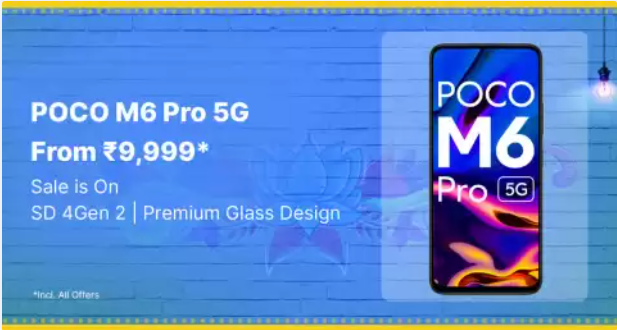 POCO M6 Pro 5G
From ₹9,999*
Sale is On
SD 4Gen 2 | Premium Glass Design
*Incl. All Offers
POCO
M6
Pro 5G